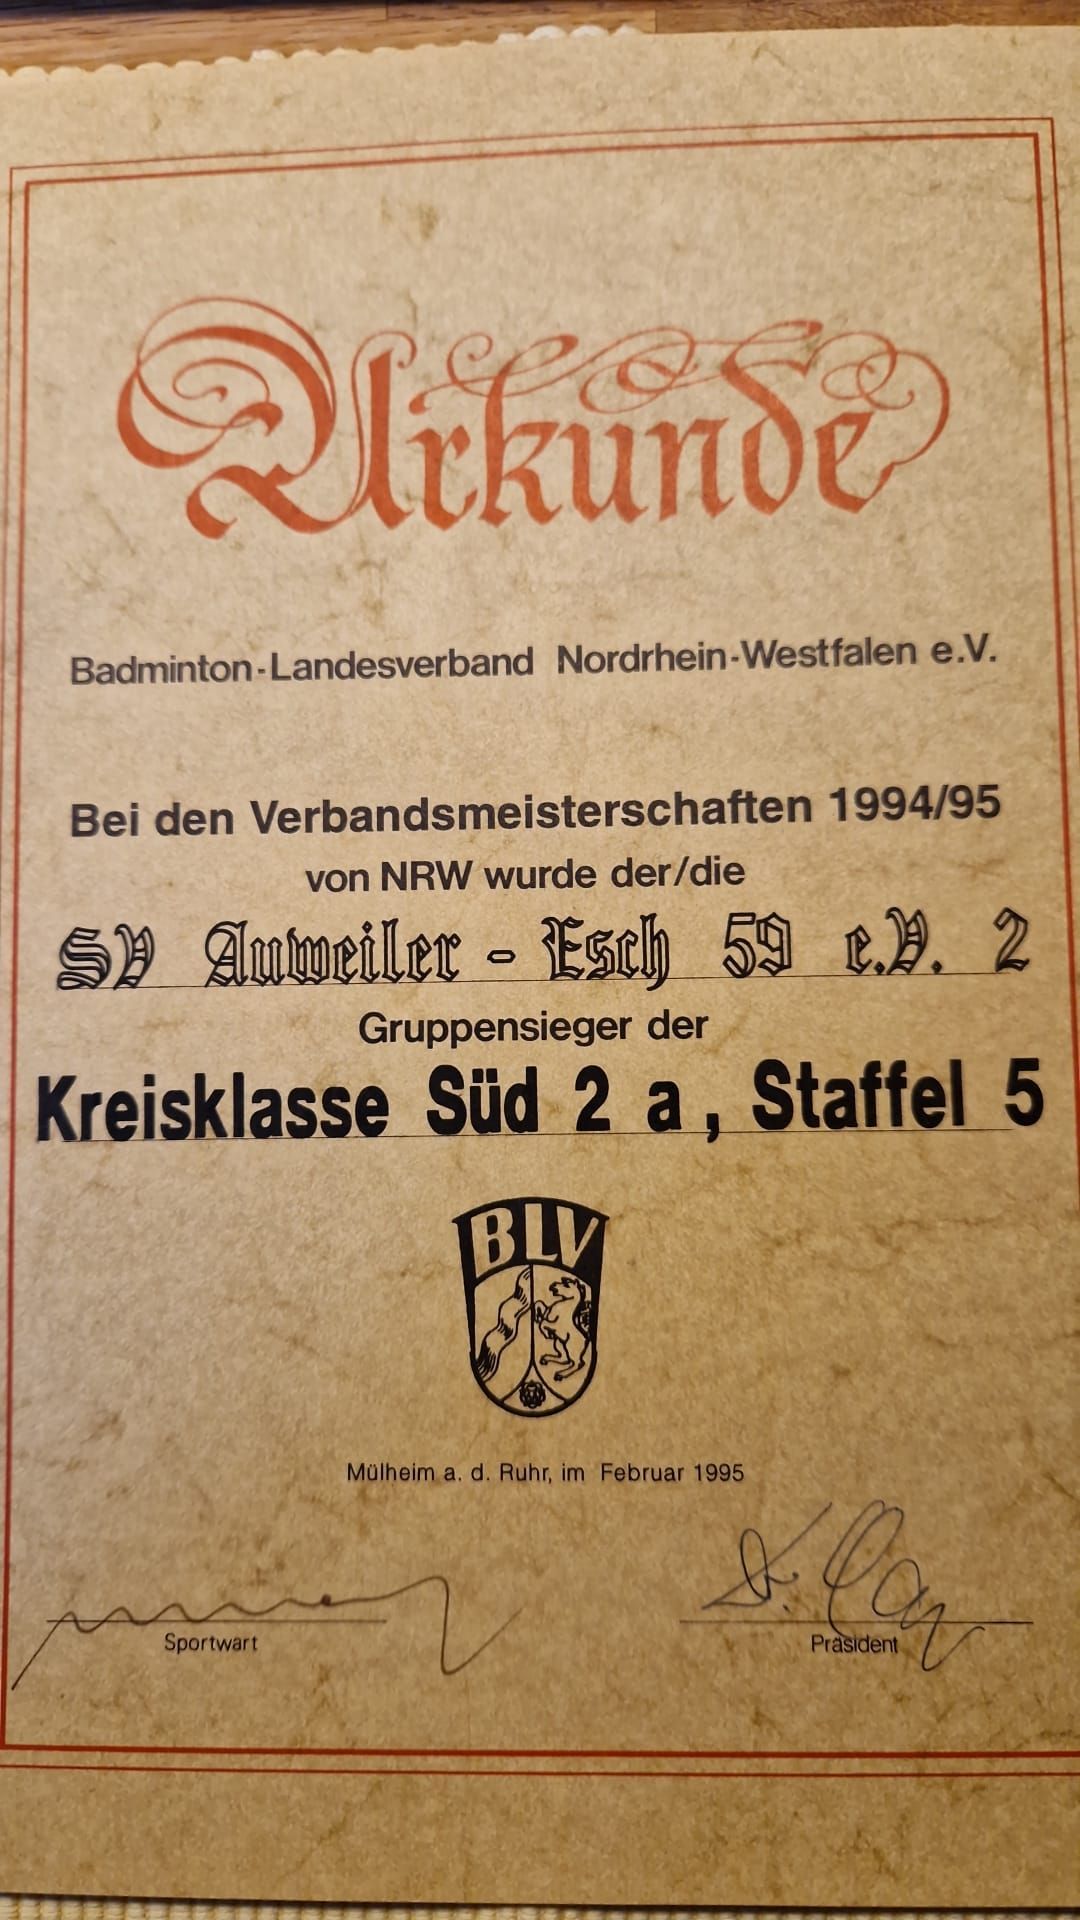 Urkunde
Badminton-Landesverband Nordrhein-Westfalen e.V.
Bei den Verbandsmeisterschaften 1994/95
von NRW wurde der/die
SV Auweiler - Esch 59 e.V. 2
Gruppensieger der
Kreisklasse Süd 2 a, Staffel 5
BLV
Mülheim a. d. Ruhr, im Februar 1995
Sportwart Präsident